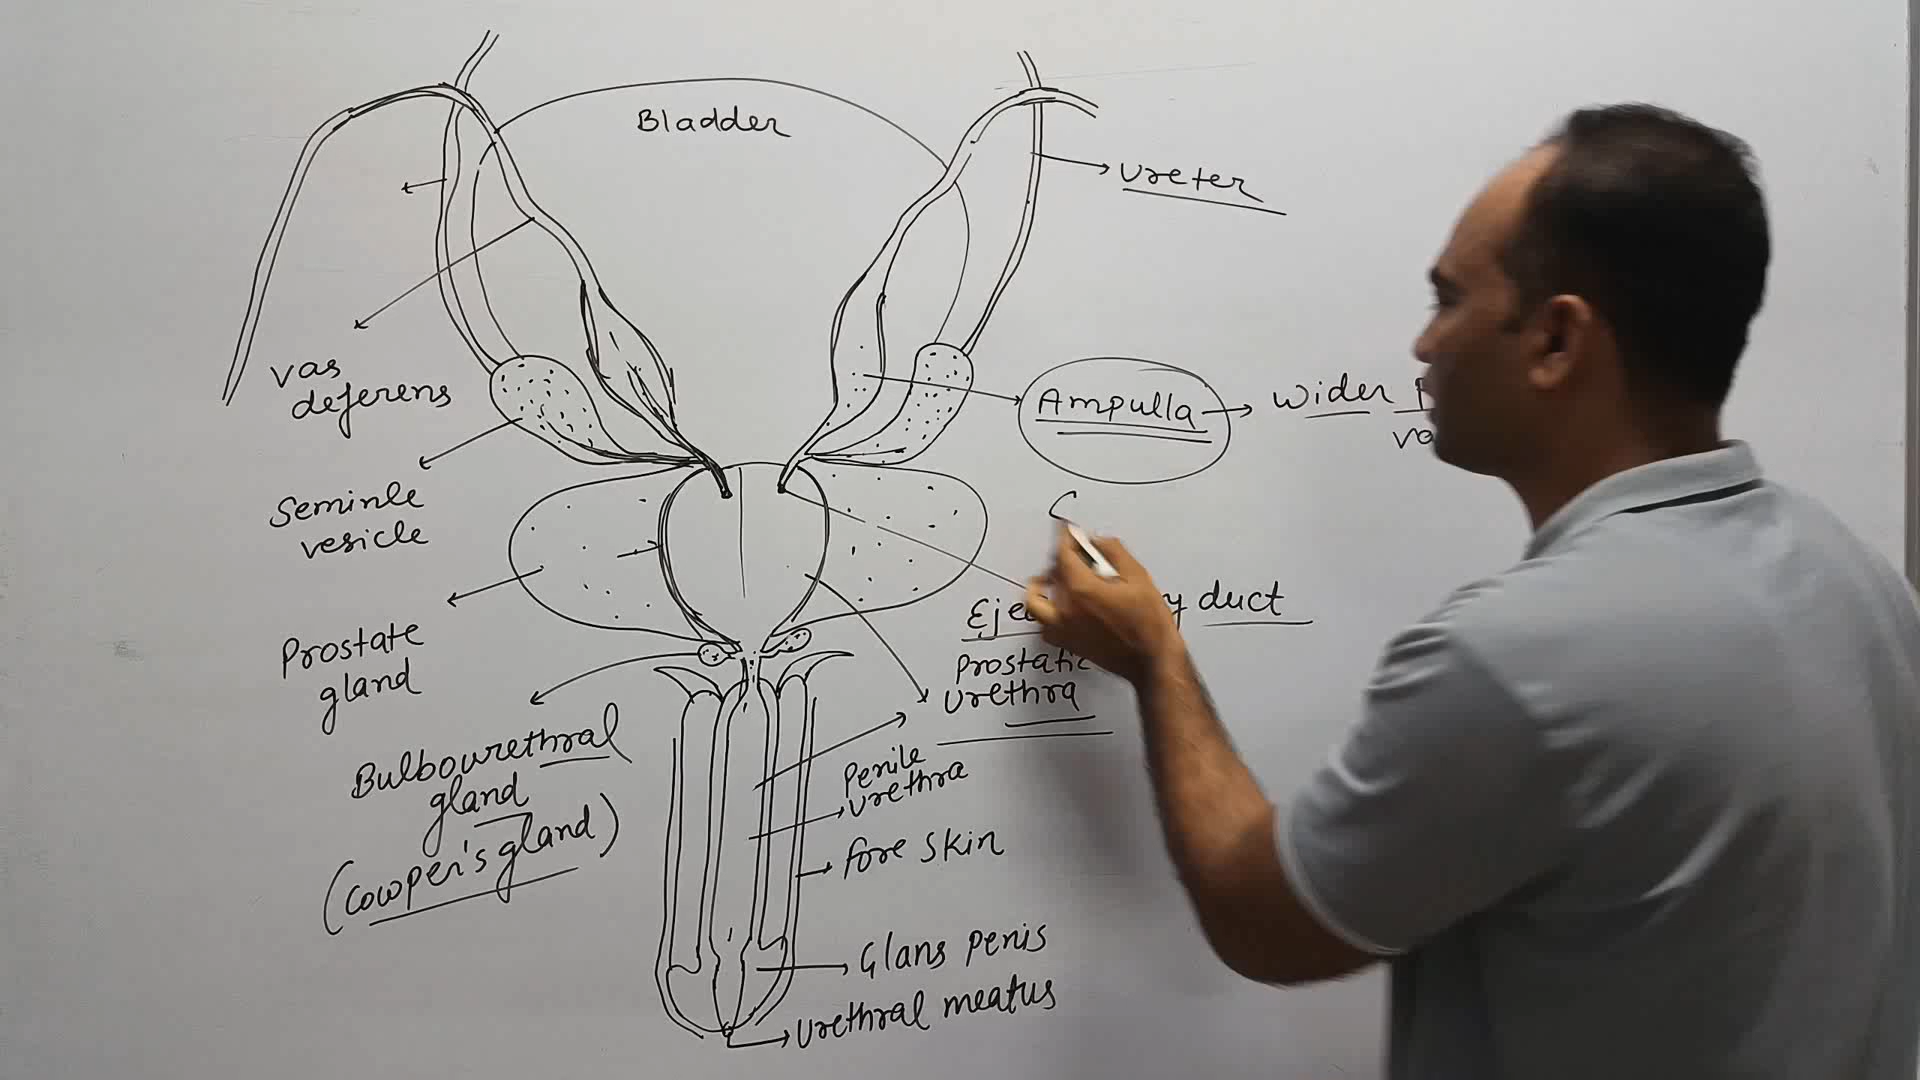 Bladder
Ureter
vas
deferens
Ampulla
wider
Seminle
vesicle
duct
Prostate
gland
Prostatic
urethra
Bulbourethral
gland
(Cowper's gland)
Penile
urethra
fore skin
Glans penis
urethral meatus